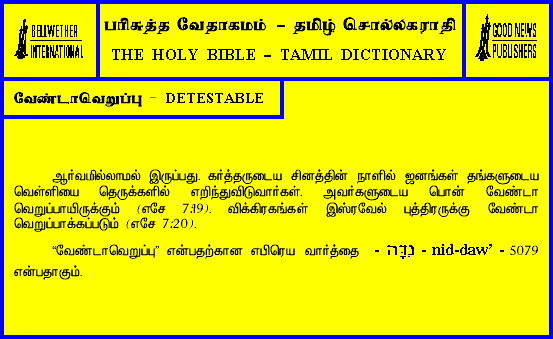 BELLWETHER
INTERNATIONAL
பரிசுத்த வேதாகமம் – தமிழ் சொல்லகராதி
THE HOLY BIBLE – TAMIL DICTIONARY
GOOD NEWS
PUBLISHERS
வேண்டாவெறுப்பு – DETESTABLE
ஆர்வமில்லாமல் இருப்பது. கர்த்தருடைய சினத்தின் நாளில் ஜனங்கள் தங்களுடைய
வெள்ளியை தெருக்களில் எறிந்துவிடுவார்கள். அவர்களுடைய பொன் வேண்டா
வெறுப்பாயிருக்கும் (எசே 7:19). விக்கிரகங்கள் இஸ்ரவேல் புத்திரருக்கு வேண்டா
வெறுப்பாக்கப்படும் (எசே 7:20).
“வேண்டாவெறுப்பு” என்பதற்கான எபிரெய வார்த்தை - נִדָּה - nid-daw’ - 5079
என்பதாகும்.